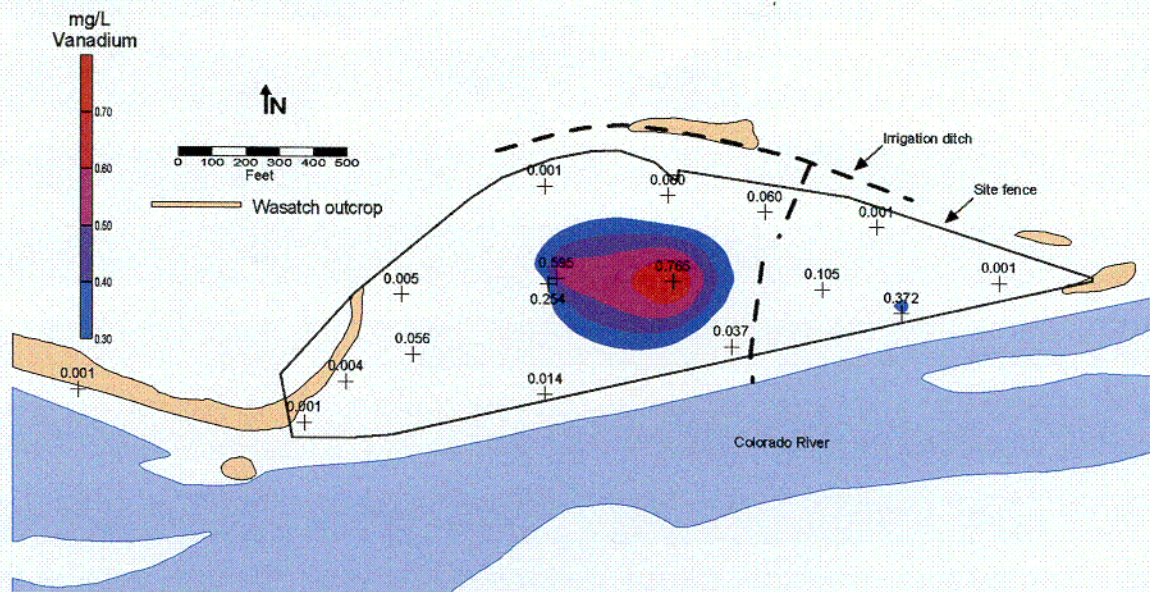 mg/L
Vanadium
0.70
0.60
0.50
0.40
0.30
N
0 100 200 300 400 500
Feet
Wasatch outcrop
Irrigation ditch
Site fence
0.001
0.060
0.060
0.001
0.595
0.765
0.254
0.005
0.105
0.001
0.372
0.056
0.037
0.004
0.014
0.001
0.001
Colorado River